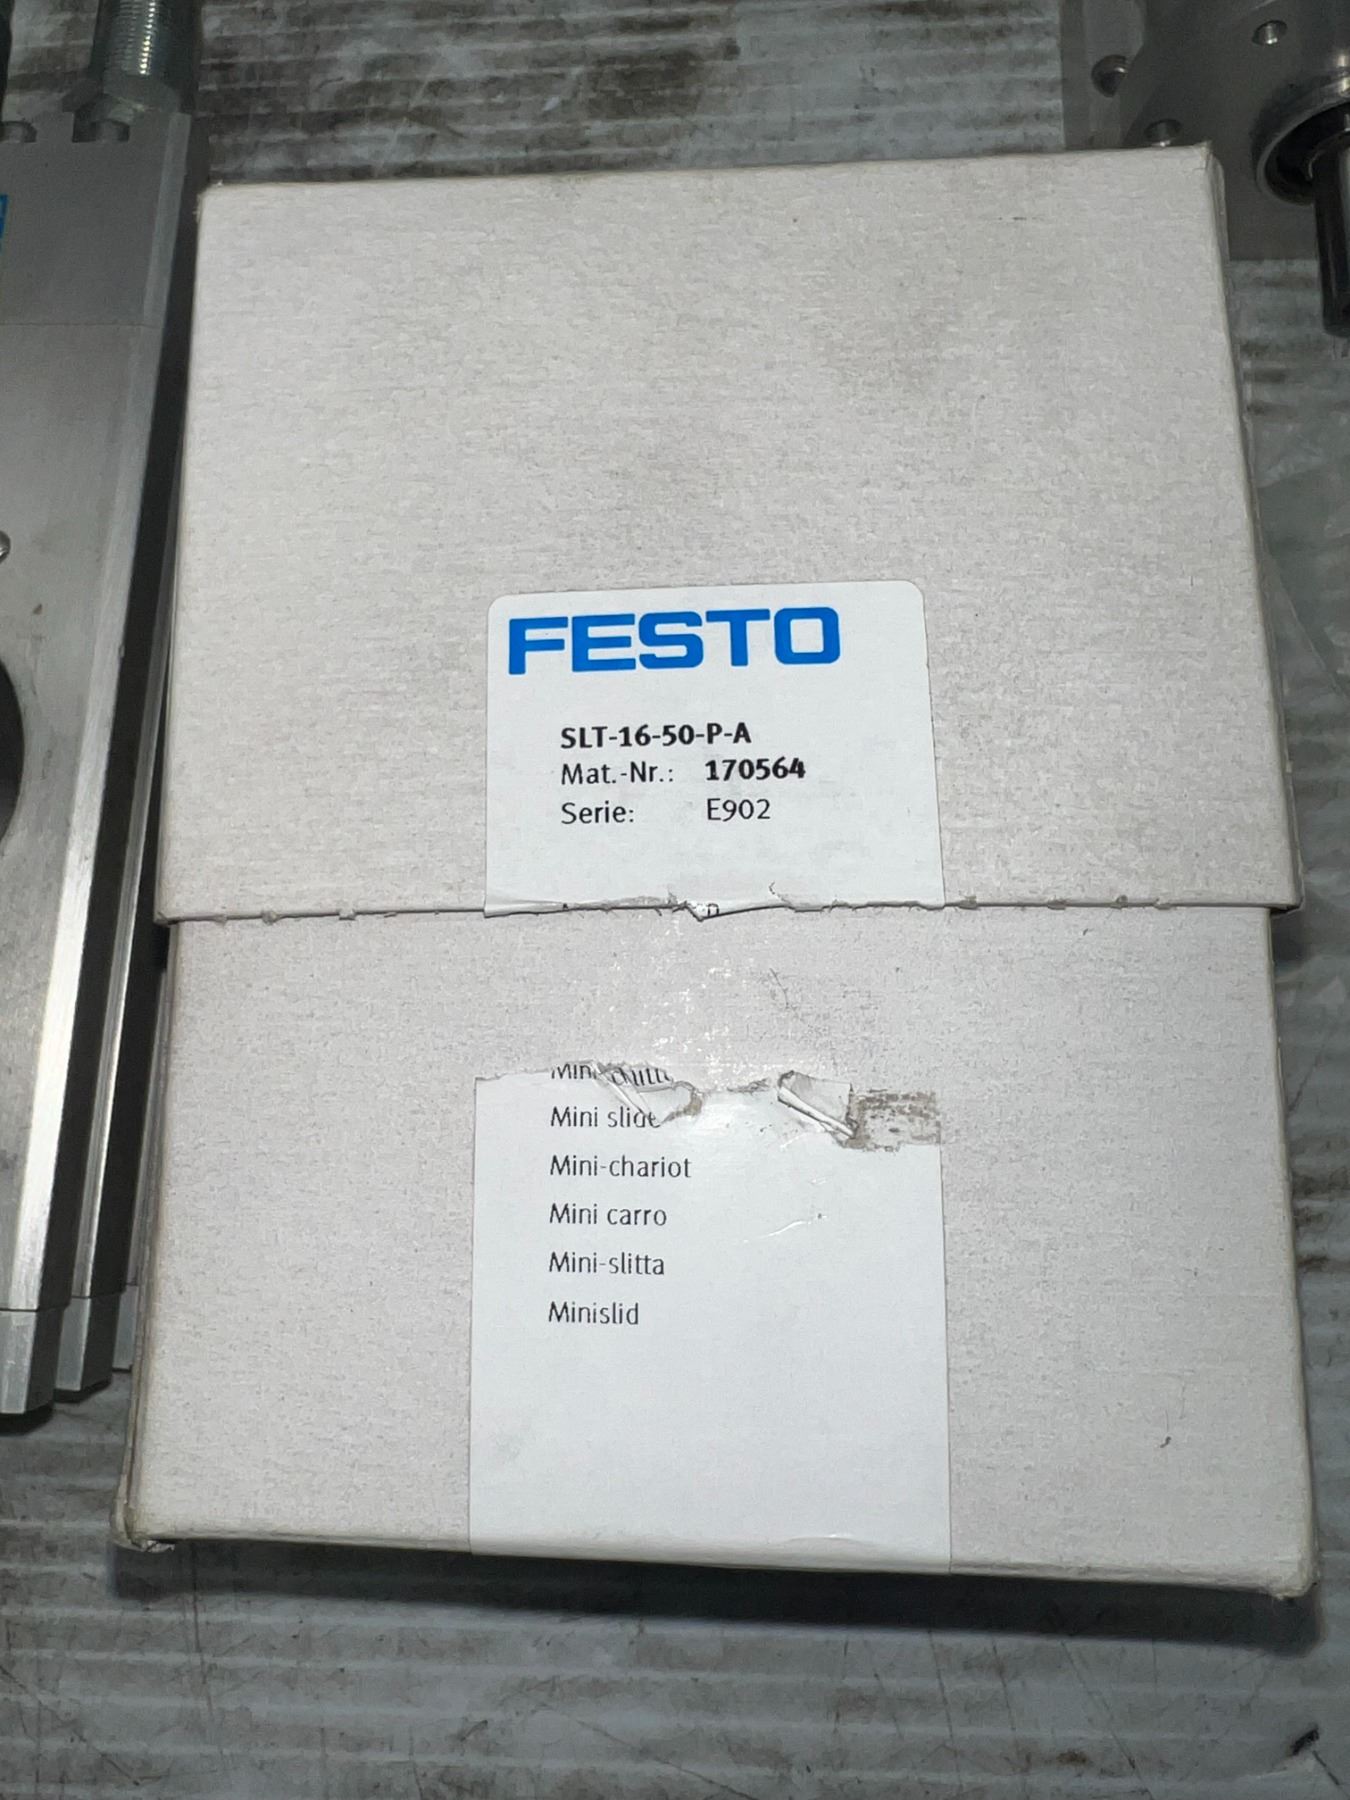 FESTO
SLT-16-50-P-A
Mat.-Nr.: 170564
Serie: E902
Mini slide
Mini-chariot
Mini carro
Mini-slitta
Minislid